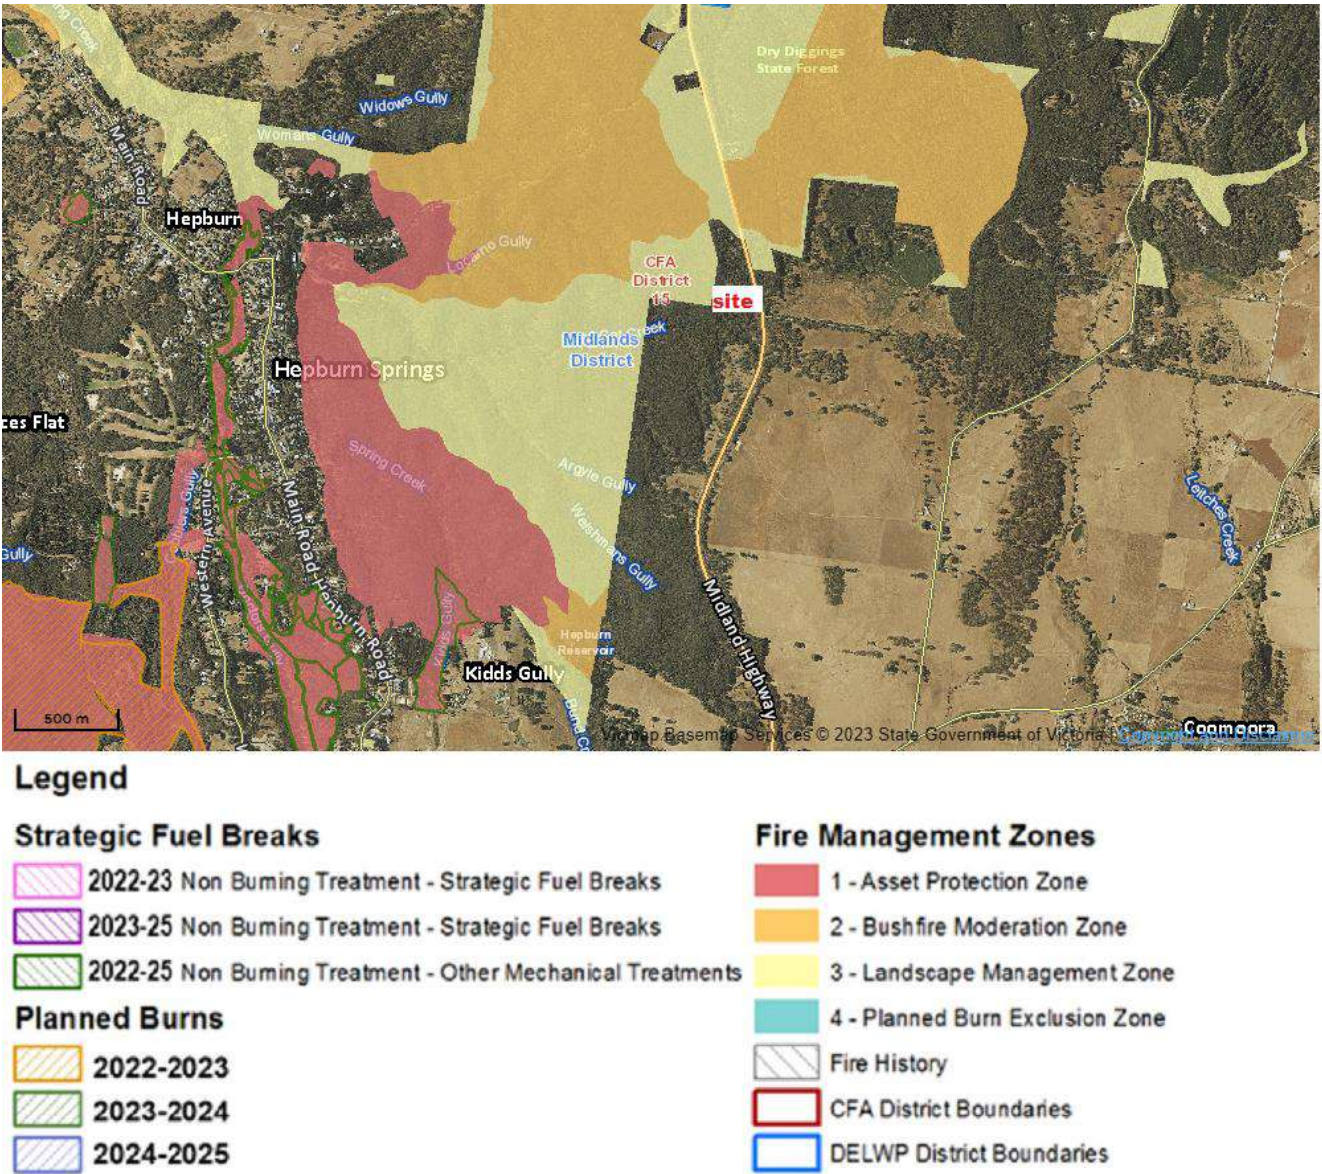 ng Creek
Dry Diggings
State Forest
Widows Gully
Womans Gully
Main Road
Hepburn
Locarno Gully
CFA
District
15
site
Creek
Midlands
District
Hepburn Springs
ces Flat
Spring Creek
Argyle Gully
Leitches Creek
Western Avenue
Main Road-Hepburn Road
Welshmans Gully
Gully
Midland Highway
Hepburn
Reservoir
Kidds Gully
500 m
Coomoora
Vicmap Basemap Services © 2023 State Government of Victoria |
Legend
Strategic Fuel Breaks
2022-23 Non Burning Treatment - Strategic Fuel Breaks
2023-25 Non Burning Treatment - Strategic Fuel Breaks
2022-25 Non Burning Treatment - Other Mechanical Treatments
Planned Burns
2022-2023
2023-2024
2024-2025
Fire Management Zones
1 - Asset Protection Zone
2 - Bushfire Moderation Zone
3 - Landscape Management Zone
4 - Planned Burn Exclusion Zone
Fire History
CFA District Boundaries
DELWP District Boundaries